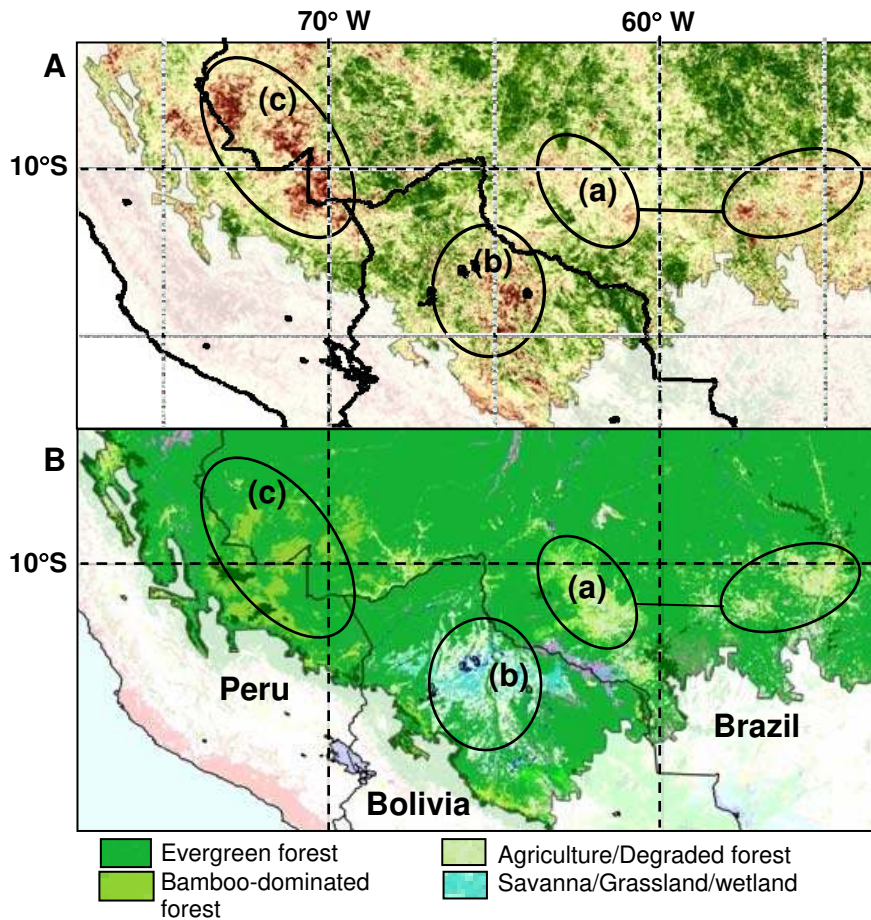 70° W 60° W
A
(c)
10°S
(a)
(b)
B
(c)
10°S
(a)
(b)
Peru
Brazil
Bolivia
Evergreen forest
Agriculture/Degraded forest
Bamboo-dominated
forest
Savanna/Grassland/wetland